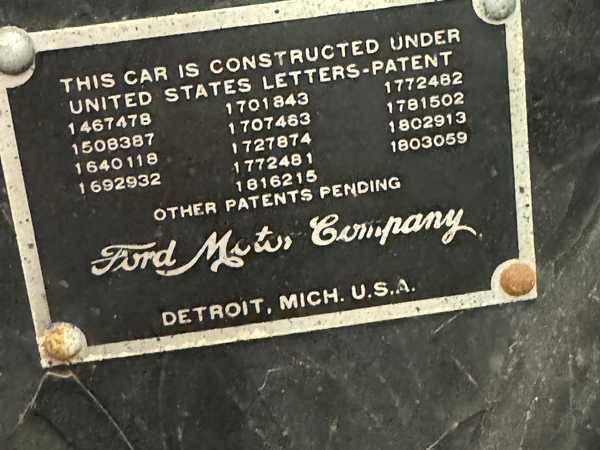 THIS CAR IS CONSTRUCTED UNDER
UNITED STATES LETTERS-PATENT
1467478 1701843 1772482
1508387 1707463 1781502
1640118 1727874 1802913
1692932 1772481 1803059
1816215
OTHER PATENTS PENDING
Ford Motor Company
DETROIT, MICH. U.S.A.